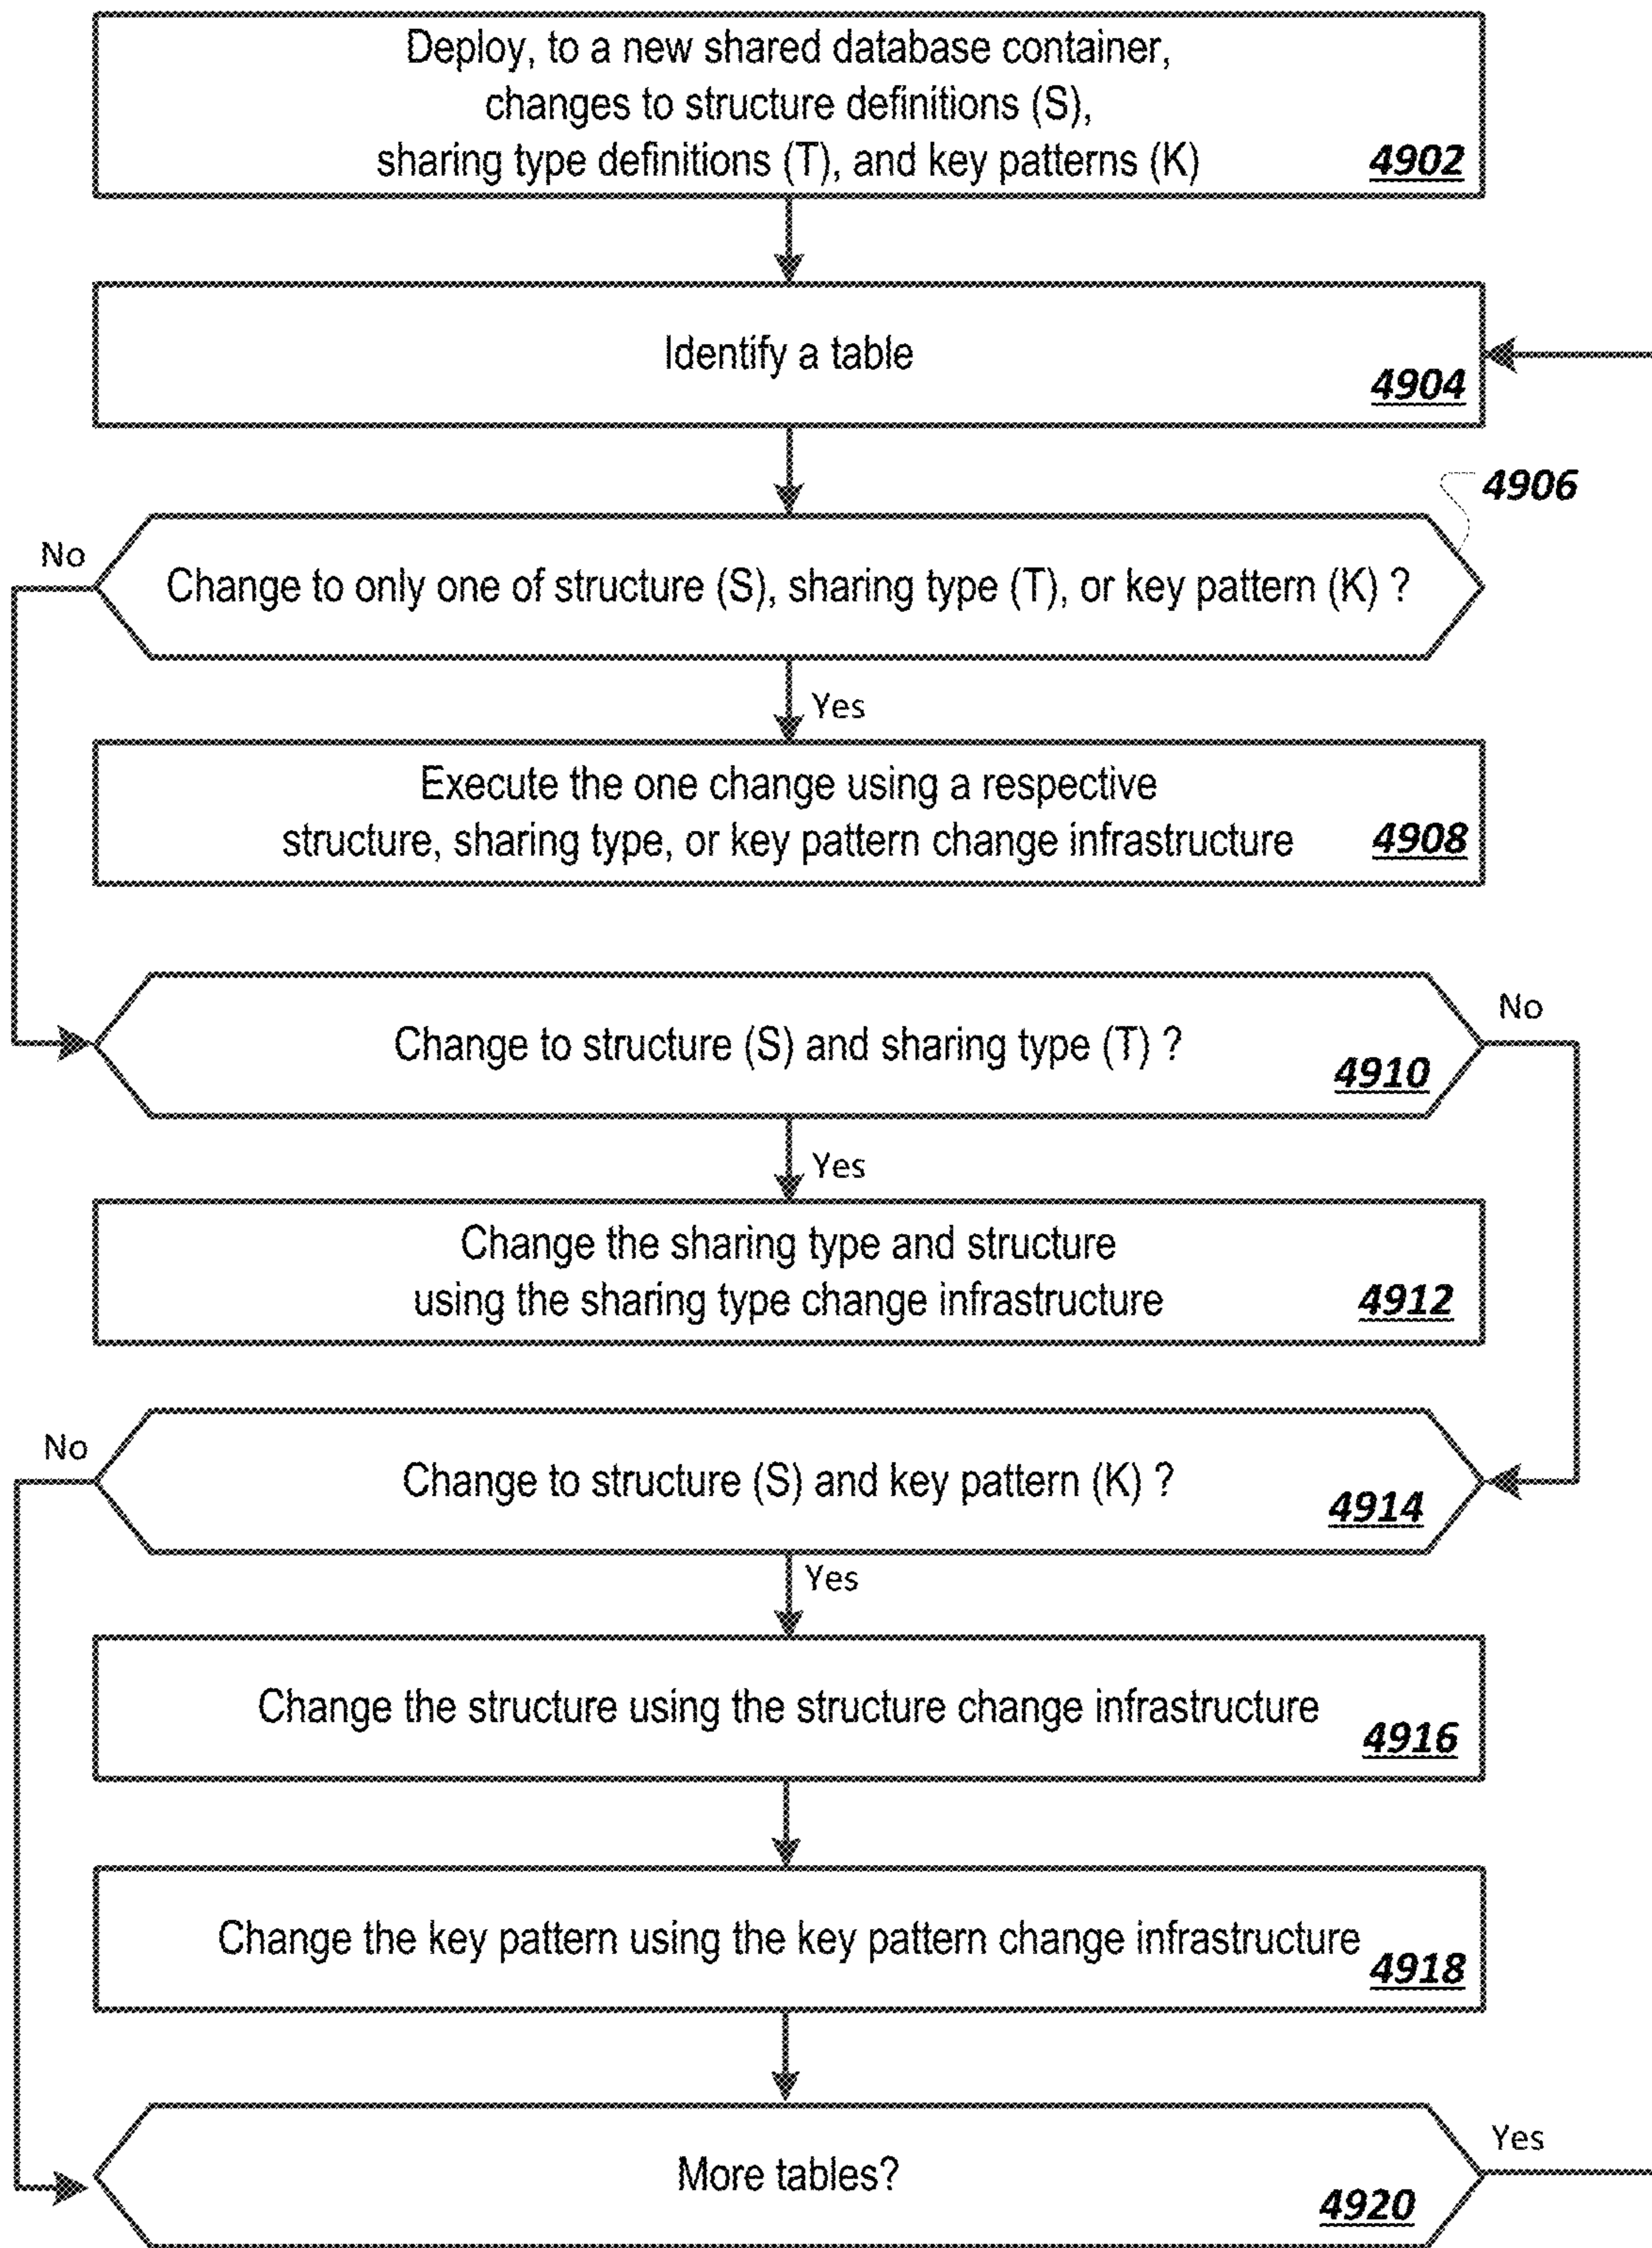 Deploy, to a new shared database container,
changes to structure definitions (S),
sharing type definitions (T), and key patterns (K)
4902
Identify a table
4904
4906
No
Change to only one of structure (S), sharing type (T), or key pattern (K) ?
Yes
Execute the one change using a respective
structure, sharing type, or key pattern change infrastructure
4908
No
Change to structure (S) and sharing type (T) ?
4910
Yes
Change the sharing type and structure
using the sharing type change infrastructure
4912
No
Change to structure (S) and key pattern (K) ?
4914
Yes
Change the structure using the structure change infrastructure
4916
Change the key pattern using the key pattern change infrastructure
4918
Yes
More tables?
4920